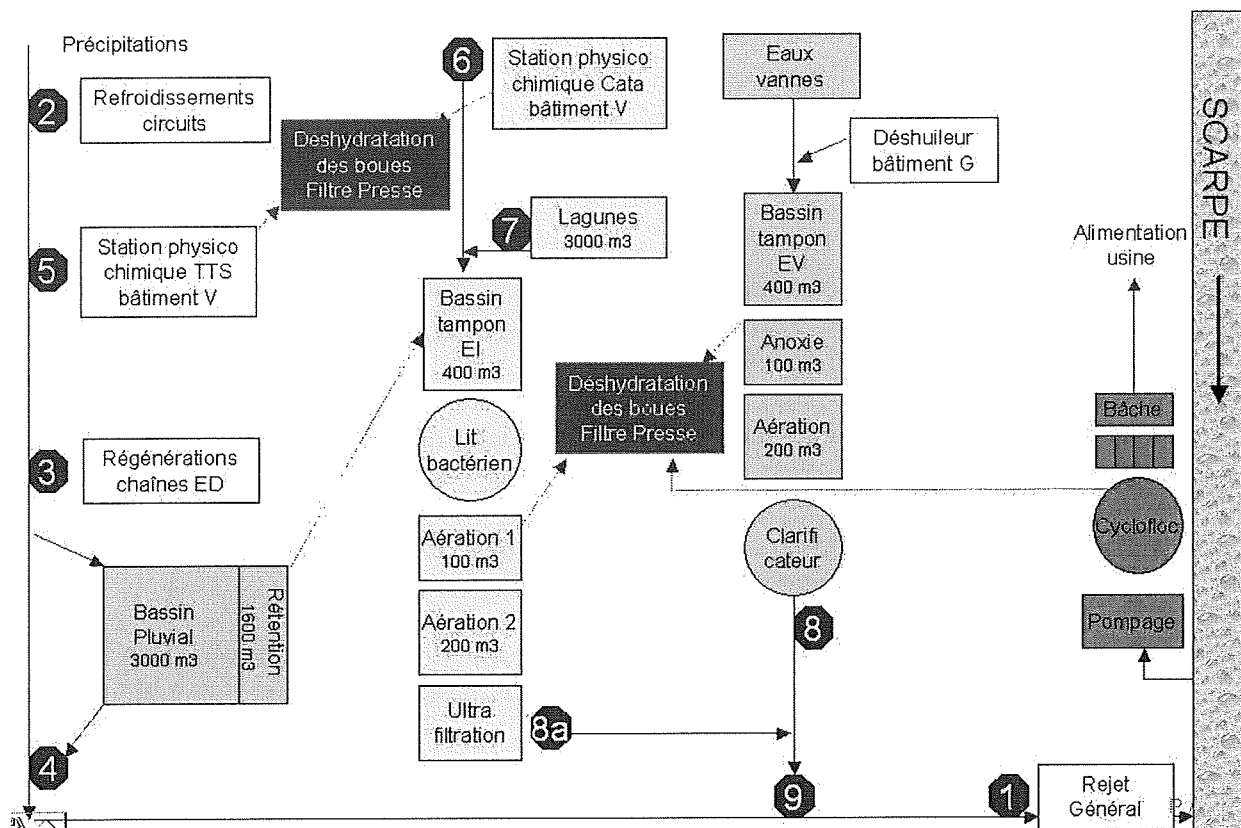 Précipitations
2
Refroidissements
circuits
Deshydratation
des boues
Filtre Presse
6
Station physico
chimique Cata
bâtiment V
Eaux
vannes
Déshuileur
bâtiment G
SCARPE
5
Station physico
chimique TTS
bâtiment V
7
Lagunes
3000 m3
Bassin
tampon
EI
400 m3
Bassin
tampon
EV
400 m3
Alimentation
usine
Déshydratation
des boues
Filtre Presse
Anoxie
100 m3
Aération
200 m3
Bâche
3
Régénérations
chaînes ED
Lit
bactérien
Cyclofloc
Aération 1
100 m3
Clarifi
cateur
Bassin
Pluvial
3000 m3
Rétention
1600 m3
Aération 2
200 m3
8
Pompage
Ultra
filtration
8a
4
9
1
Rejet
Général